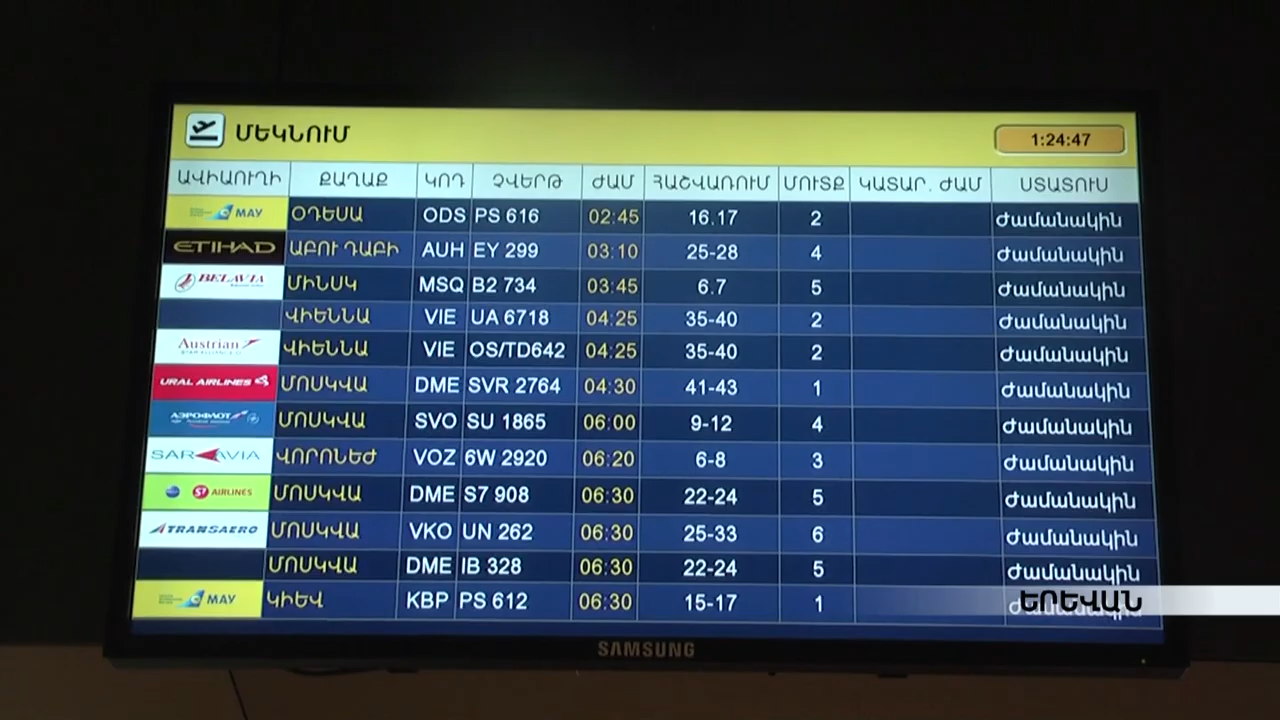 ՄԵԿՆՈՒՄ 1:24:47
ԱՎԻԱՈՒՂԻ ՔԱՂԱՔ ԿՈԴ ՉՎԵՐԹ ԺԱՄ ՀԱՇՎԱՌՈՒՄ ՄՈՒՏՔ ԿԱՏԱՐ. ԺԱՄ ՍՏԱՏՈՒՍ
МАУ ՕԴԵՍԱ ODS PS 616 02:45 16.17 2 Ժամանակին
ETIHAD ԱԲՈՒ ԴԱԲԻ AUH EY 299 03:10 25-28 4 Ժամանակին
BELAVIA ՄԻՆՍԿ MSQ B2 734 03:45 6.7 5 Ժամանակին
ՎԻԵՆՆԱ VIE UA 6718 04:25 35-40 2 Ժամանակին
Austrian ՎԻԵՆՆԱ VIE OS/TD642 04:25 35-40 2 Ժամանակին
URAL AIRLINES ՄՈՍԿՎԱ DME SVR 2764 04:30 41-43 1 Ժամանակին
АЭРОФЛОТ ՄՈՍԿՎԱ SVO SU 1865 06:00 9-12 4 Ժամանակին
SARAVIA ՎՈՐՈՆԵԺ VOZ 6W 2920 06:20 6-8 3 Ժամանակին
S7 AIRLINES ՄՈՍԿՎԱ DME S7 908 06:30 22-24 5 Ժամանակին
TRANSAERO ՄՈՍԿՎԱ VKO UN 262 06:30 25-33 6 Ժամանակին
ՄՈՍԿՎԱ DME IB 328 06:30 22-24 5 Ժամանակին
МАУ ԿԻԵՎ KBP PS 612 06:30 15-17 1 Ժամանակին
ԵՐԵՎԱՆ
SAMSUNG